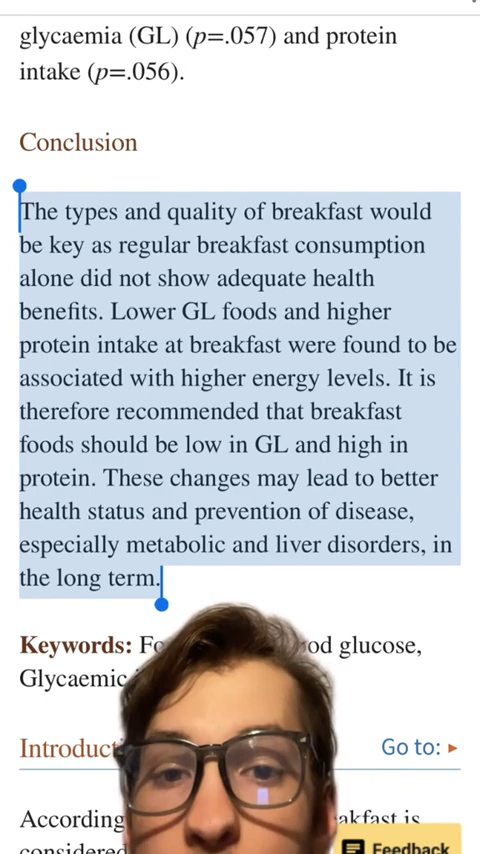 glycaemia (GL) (p=.057) and protein
intake (p=.056).
Conclusion
The types and quality of breakfast would
be key as regular breakfast consumption
alone did not show adequate health
benefits. Lower GL foods and higher
protein intake at breakfast were found to be
associated with higher energy levels. It is
therefore recommended that breakfast
foods should be low in GL and high in
protein. These changes may lead to better
health status and prevention of disease,
especially metabolic and liver disorders, in
the long term.
Keywords: glucose,
Glycaemic
Go to: ▸
According is
Feedback